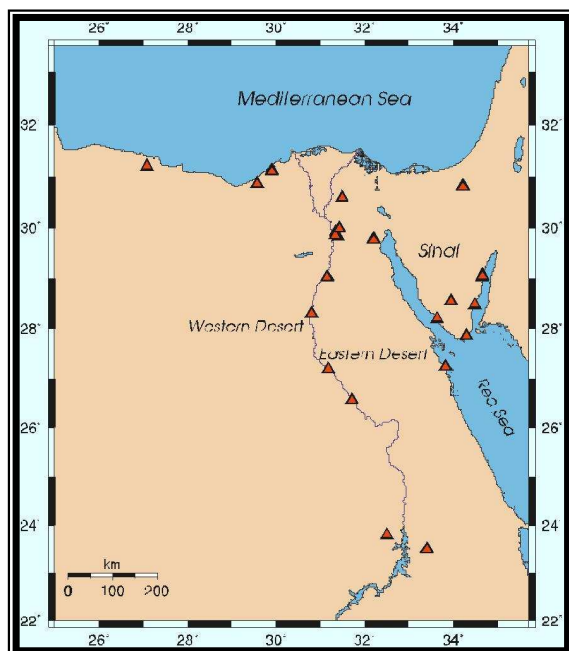 26° 28° 30° 32° 34°
Mediterranean Sea
32° 32°
30° 30°
Sinai
28° 28°
Western Desert
Eastern Desert
Red Sea
26° 26°
24° 24°
km
0 100 200
22° 22°
26° 28° 30° 32° 34°